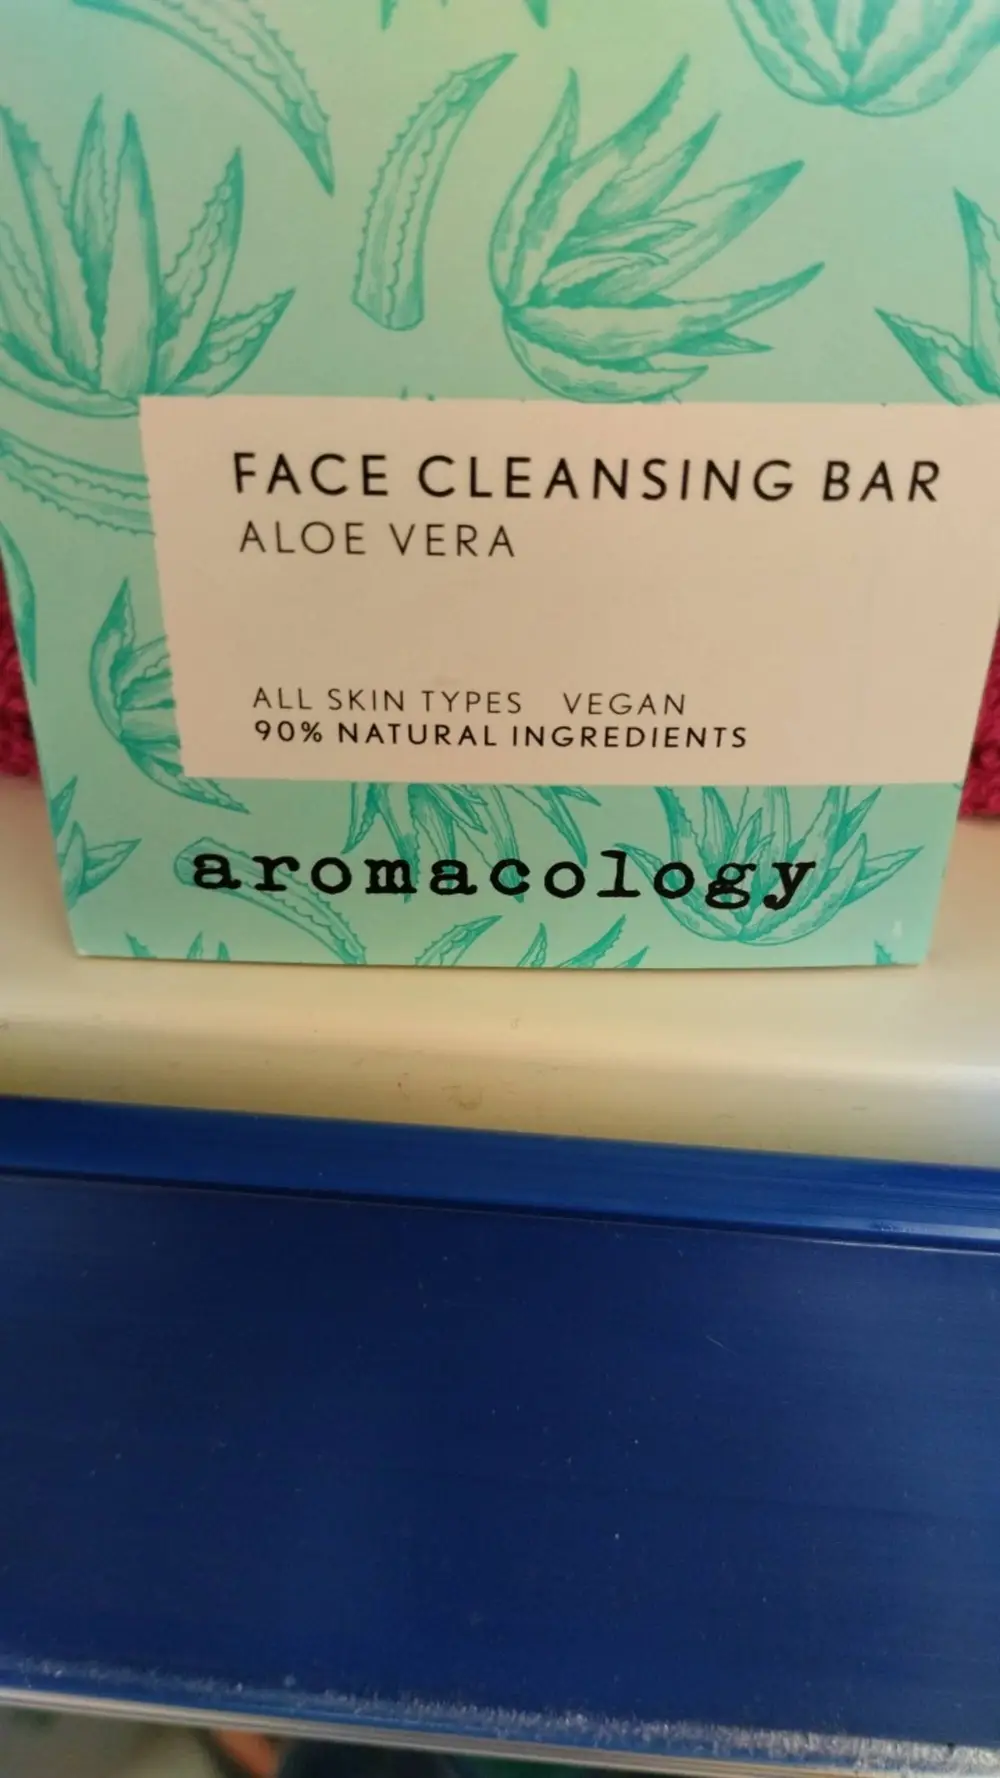 FACE CLEANSING BAR
ALOE VERA
ALL SKIN TYPES VEGAN
90% NATURAL INGREDIENTS
aromacology